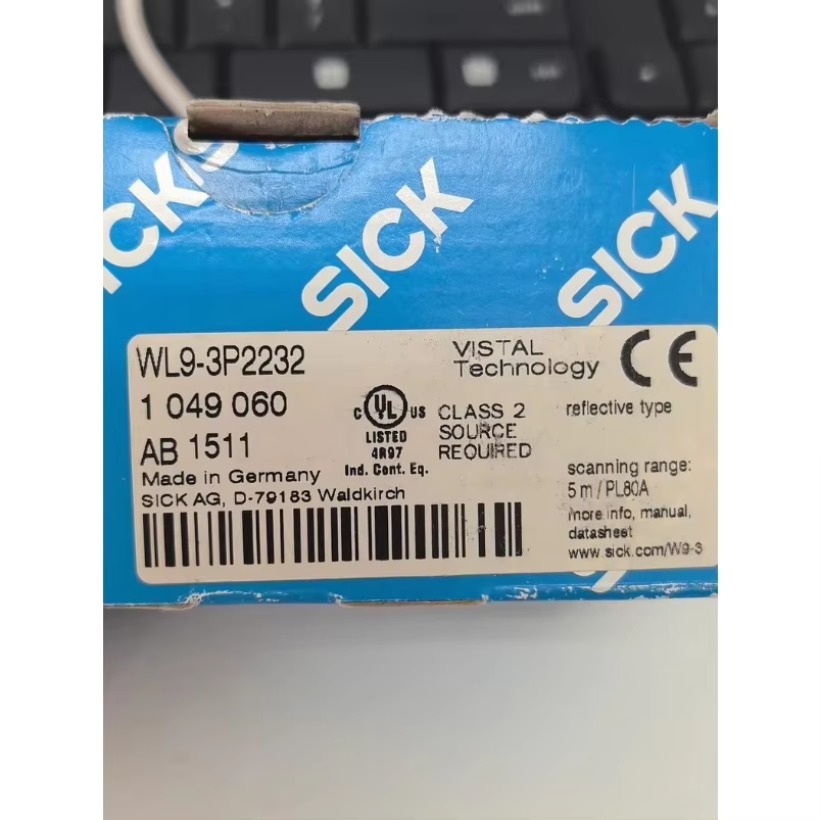 SICK/S
SICK
SICK
WL9-3P2232
1 049 060
AB 1511
Made in Germany
SICK AG, D-79183 Waldkirch
C UL US
LISTED
4R97
Ind. Cont. Eq.
VISTAL
Technology
CE
CLASS 2
SOURCE
REQUIRED
reflective type
scanning range:
5 m / PL80A
more info, manual,
datasheet
www.sick.com/W9-3